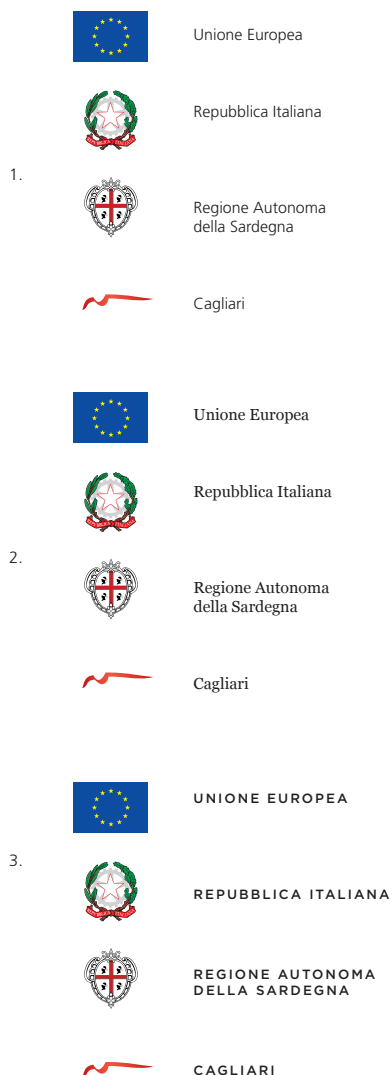 Unione Europea
Repubblica Italiana
1.
Regione Autonoma
della Sardegna
Cagliari
Unione Europea
Repubblica Italiana
2.
Regione Autonoma
della Sardegna
Cagliari
UNIONE EUROPEA
3.
REPUBBLICA ITALIANA
REGIONE AUTONOMA
DELLA SARDEGNA
CAGLIARI